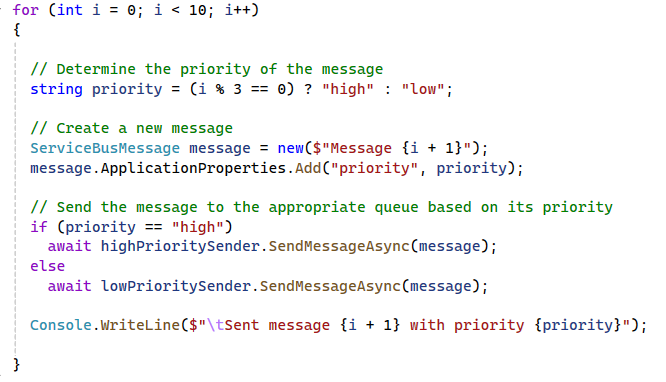 for (int i = 0; i < 10; i++)
{
// Determine the priority of the message
string priority = (i % 3 == 0) ? "high" : "low";
// Create a new message
ServiceBusMessage message = new($"Message {i + 1}");
message.ApplicationProperties.Add("priority", priority);
// Send the message to the appropriate queue based on its priority
if (priority == "high")
await highPrioritySender.SendMessageAsync(message);
else
await lowPrioritySender.SendMessageAsync(message);
Console.WriteLine($"\tSent message {i + 1} with priority {priority}");
}